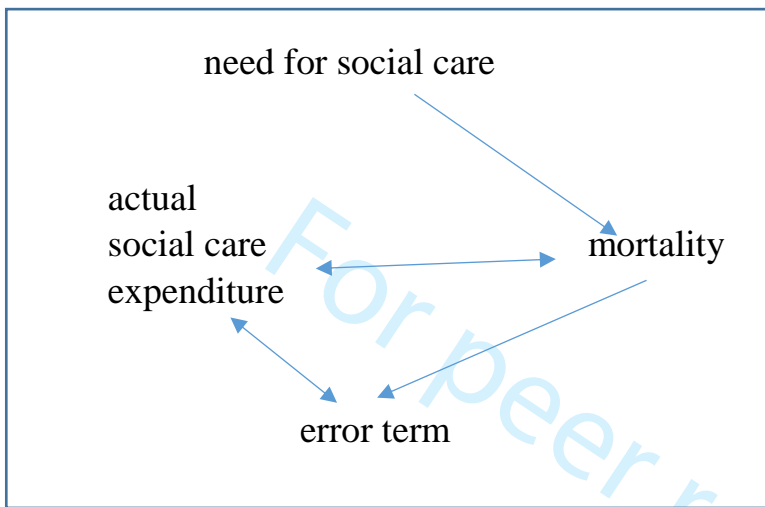 need for social care
actual
social care
expenditure
mortality
error term
For peer r